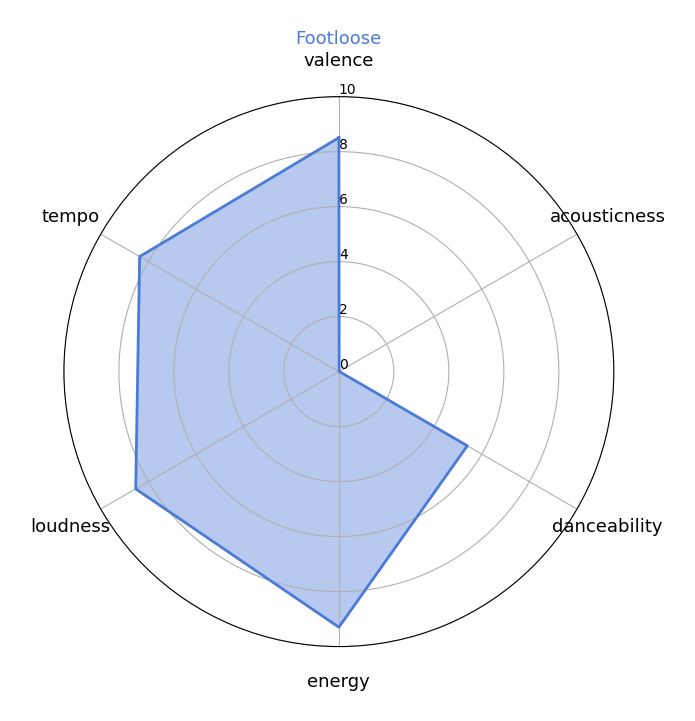 Footloose
valence
10
8
6
4
2
0
tempo
acousticness
loudness
danceability
energy